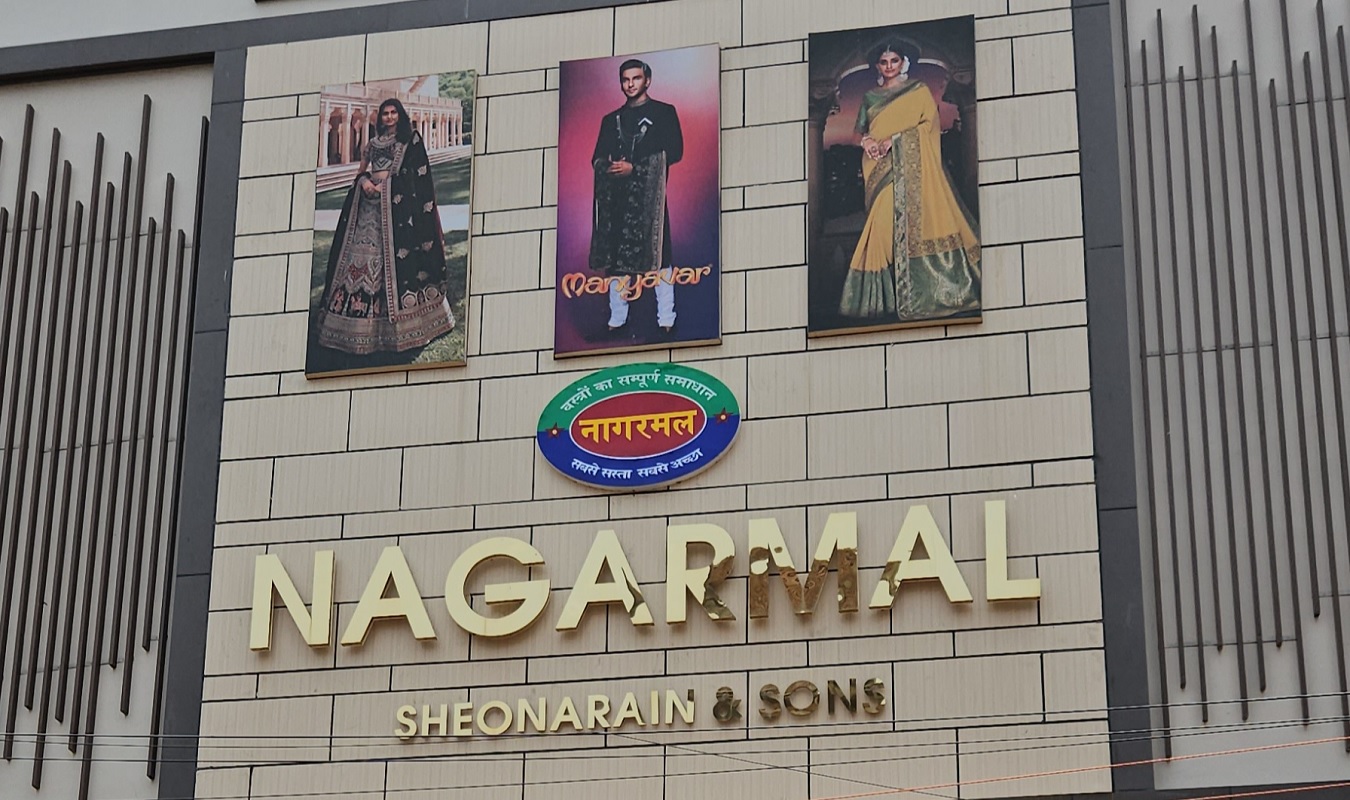 Manyavar
वस्त्रों का सम्पूर्ण समाधान
नागरमल
सबसे सस्ता सबसे अच्छा
NAGARMAL
SHEONARAIN & SONS